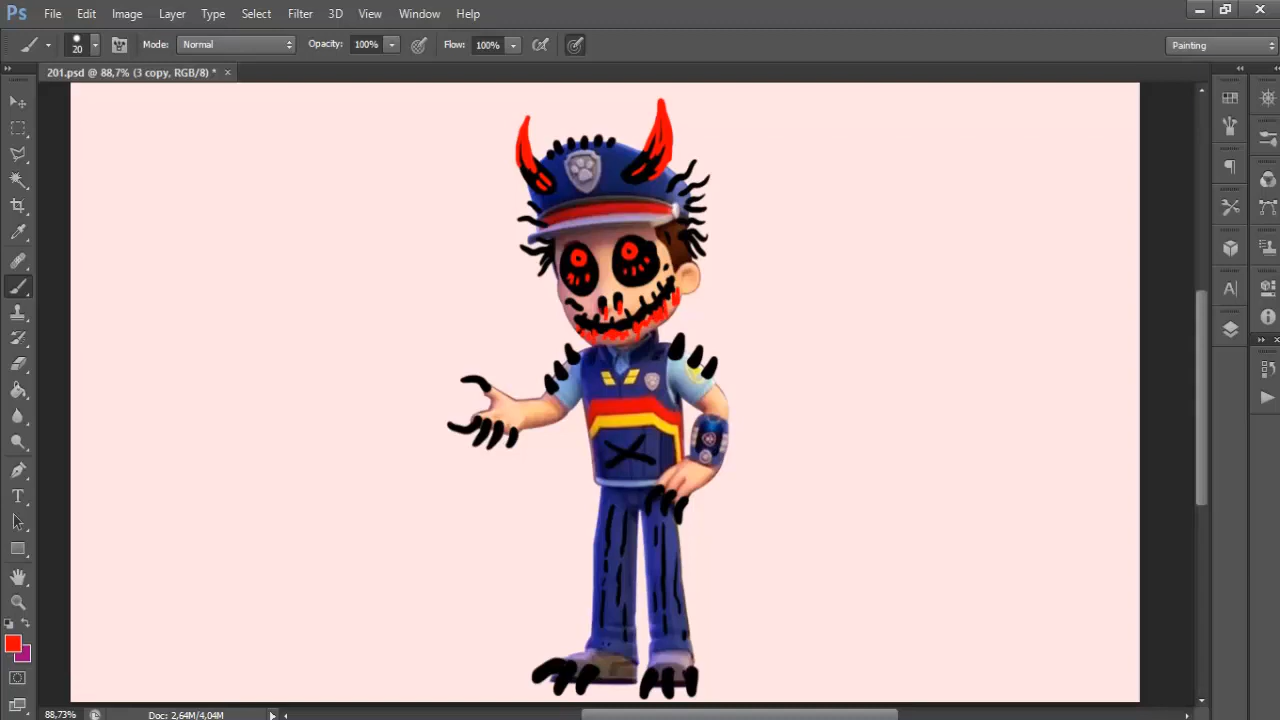 Ps File Edit Image Layer Type Select Filter 3D View Window Help
20 Mode: Normal Opacity: 100% Flow: 100% Painting
201.psd @ 88,7% (3 copy, RGB/8) * ×
88,73% Doc: 2,64M/4,04M